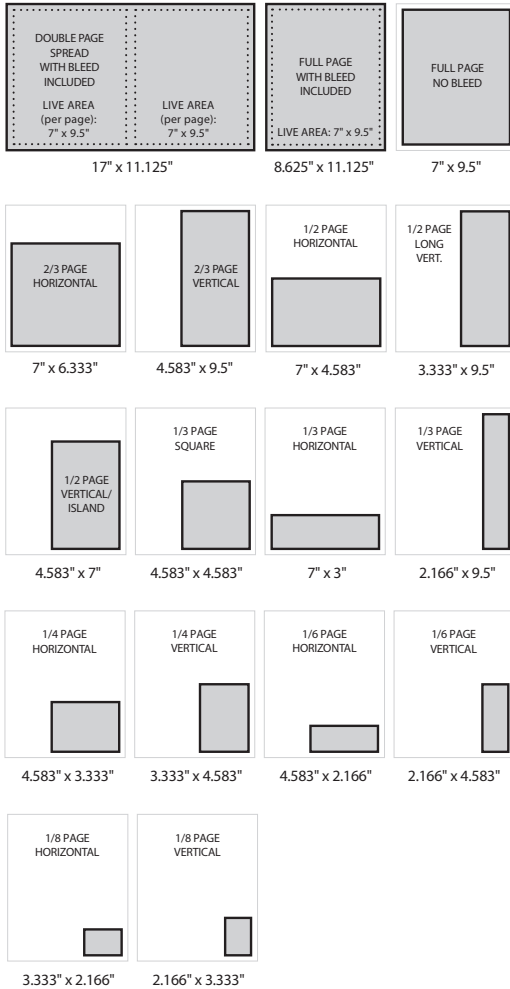 DOUBLE PAGE
SPREAD
WITH BLEED
INCLUDED
LIVE AREA
(per page):
7" x 9.5"
LIVE AREA
(per page):
7" x 9.5"
17" x 11.125"
FULL PAGE
WITH BLEED
INCLUDED
LIVE AREA: 7" x 9.5"
8.625" x 11.125"
FULL PAGE
NO BLEED
7" x 9.5"
2/3 PAGE
HORIZONTAL
7" x 6.333"
2/3 PAGE
VERTICAL
4.583" x 9.5"
1/2 PAGE
HORIZONTAL
7" x 4.583"
1/2 PAGE
LONG
VERT.
3.333" x 9.5"
1/2 PAGE
VERTICAL/
ISLAND
4.583" x 7"
1/3 PAGE
SQUARE
4.583" x 4.583"
1/3 PAGE
HORIZONTAL
7" x 3"
1/3 PAGE
VERTICAL
2.166" x 9.5"
1/4 PAGE
HORIZONTAL
4.583" x 3.333"
1/4 PAGE
VERTICAL
3.333" x 4.583"
1/6 PAGE
HORIZONTAL
4.583" x 2.166"
1/6 PAGE
VERTICAL
2.166" x 4.583"
1/8 PAGE
HORIZONTAL
3.333" x 2.166"
1/8 PAGE
VERTICAL
2.166" x 3.333"